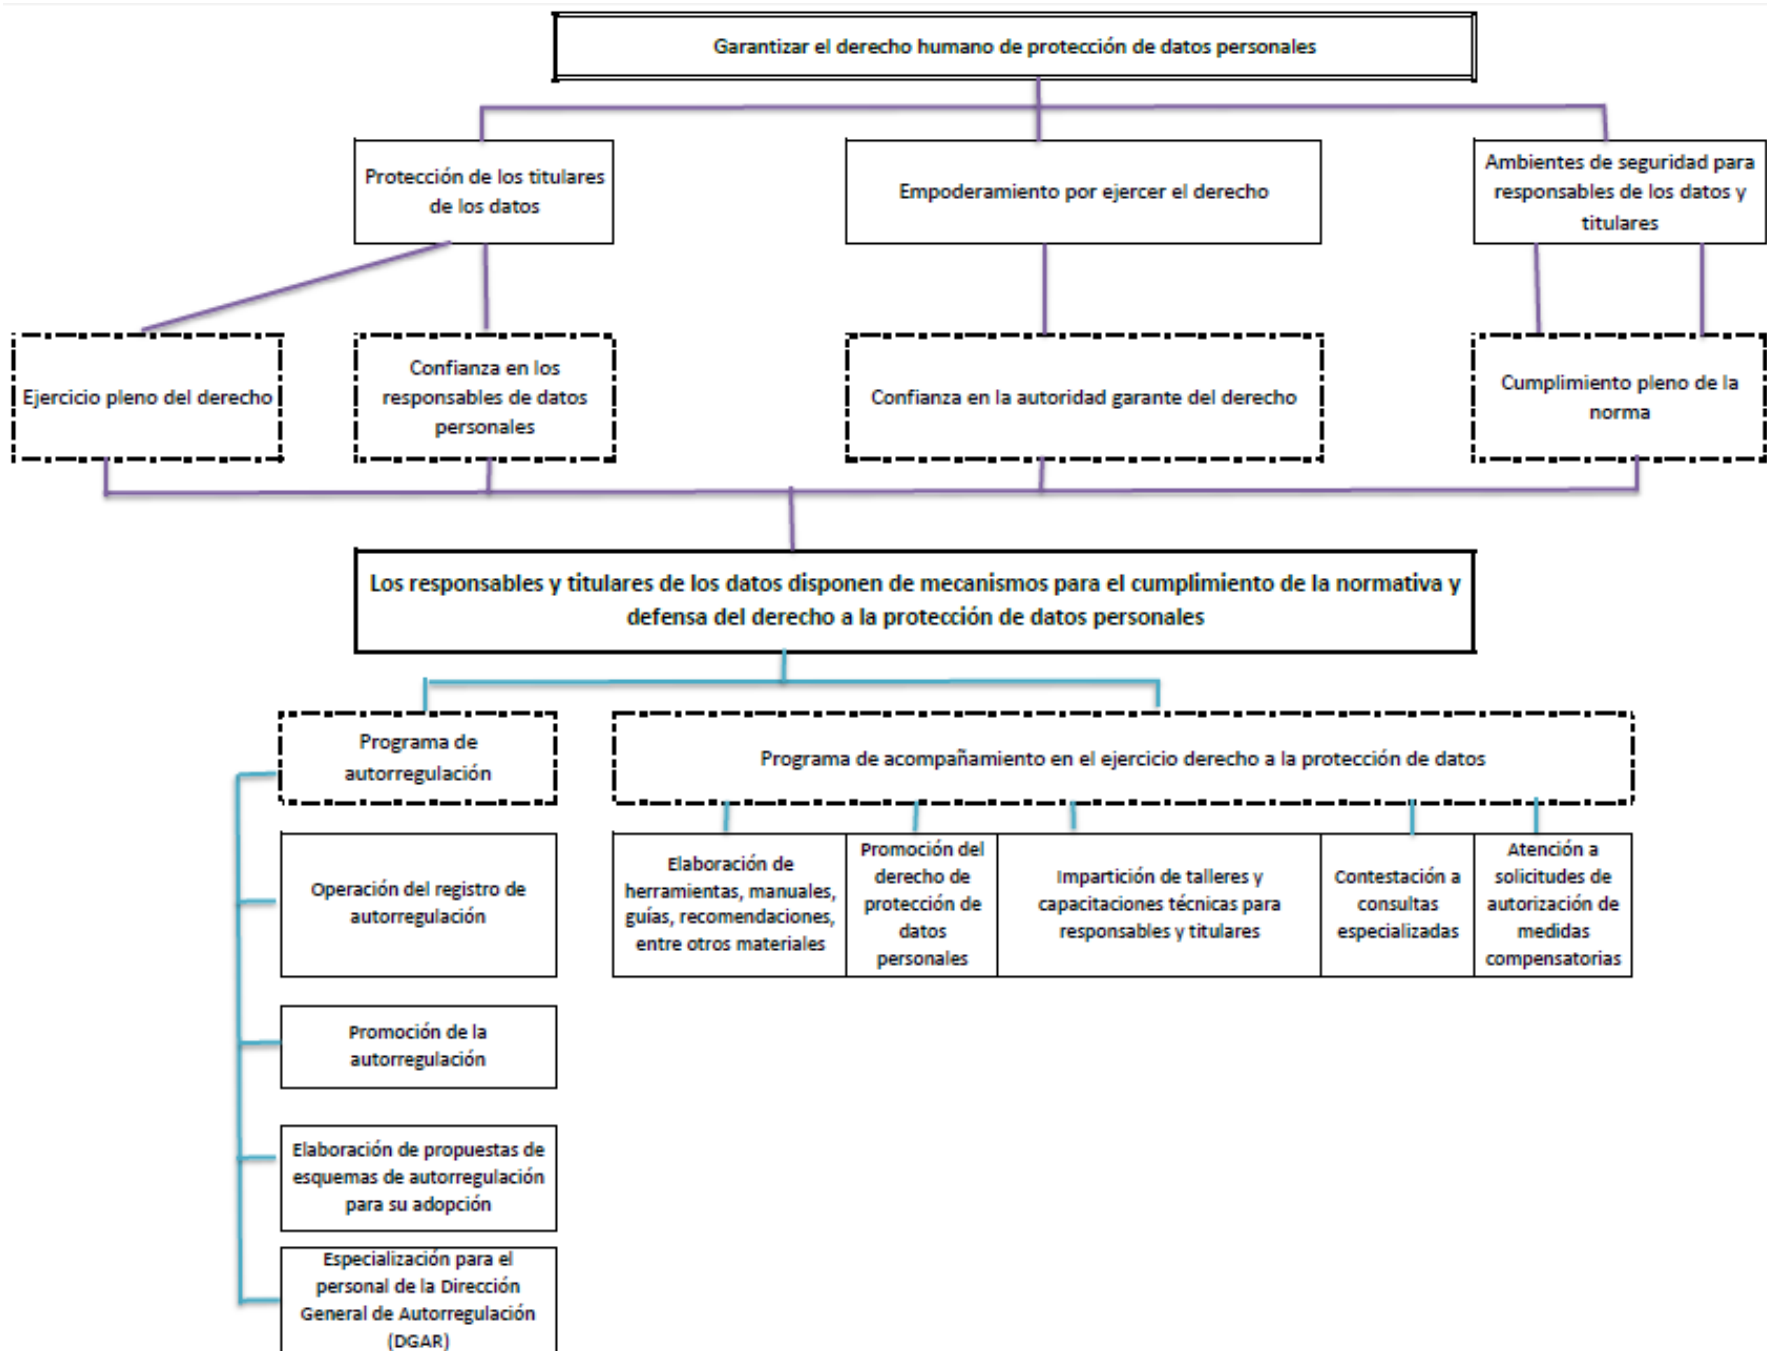 Garantizar el derecho humano de protección de datos personales
Protección de los titulares
de los datos
Empoderamiento por ejercer el derecho
Ambientes de seguridad para
responsables de los datos y
titulares
Ejercicio pleno del derecho
Confianza en los
responsables de datos
personales
Confianza en la autoridad garante del derecho
Cumplimiento pleno de la
norma
Los responsables y titulares de los datos disponen de mecanismos para el cumplimiento de la normativa y
defensa del derecho a la protección de datos personales
Programa de
autorregulación
Programa de acompañamiento en el ejercicio derecho a la protección de datos
Operación del registro de
autorregulación
Elaboración de
herramientas, manuales,
guías, recomendaciones,
entre otros materiales
Promoción del
derecho de
protección de
datos
personales
Impartición de talleres y
capacitaciones técnicas para
responsables y titulares
Contestación a
consultas
especializadas
Atención a
solicitudes de
autorización de
medidas
compensatorias
Promoción de la
autorregulación
Elaboración de propuestas de
esquemas de autorregulación
para su adopción
Especialización para el
personal de la Dirección
General de Autorregulación
(DGAR)